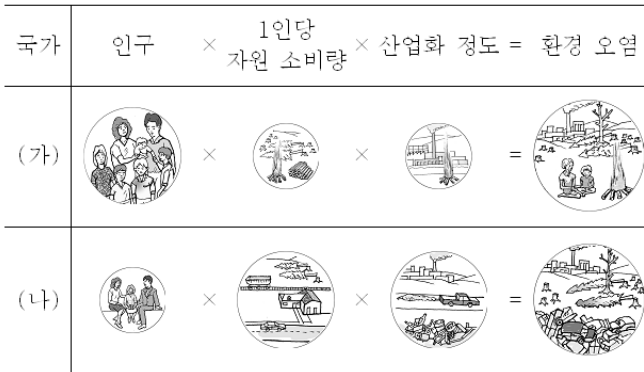 국가 인구 × 1인당 자원 소비량 × 산업화 정도 = 환경 오염
(가) × × =
(나) × × =